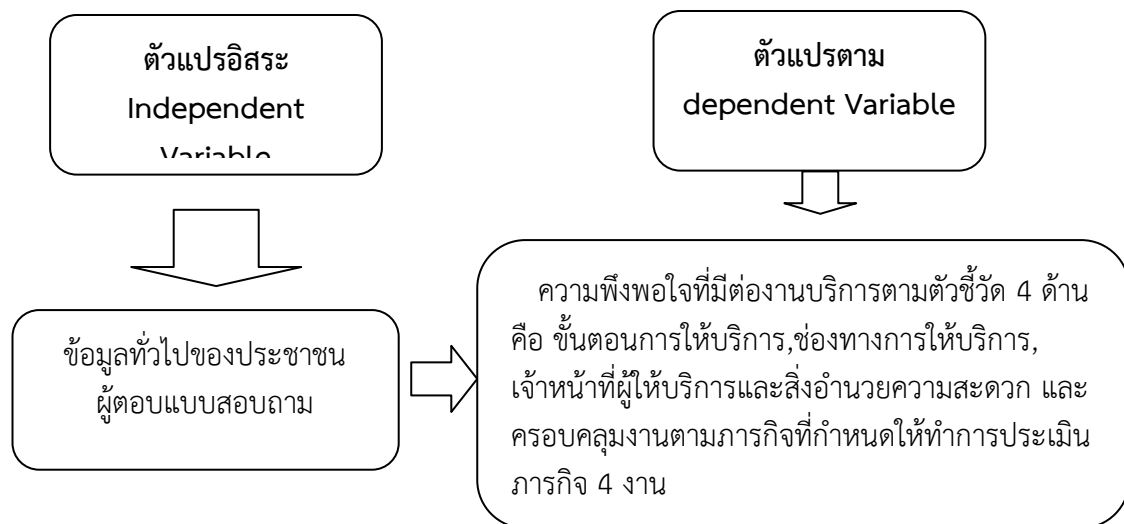 ตัวแปรอิสระ
Independent
Variable
ตัวแปรตาม
dependent Variable
ข้อมูลทั่วไปของประชาชน
ผู้ตอบแบบสอบถาม
ความพึงพอใจที่มีต่องานบริการตามตัวชี้วัด 4 ด้าน
คือ ขั้นตอนการให้บริการ,ช่องทางการให้บริการ,
เจ้าหน้าที่ผู้ให้บริการและสิ่งอำนวยความสะดวก และ
ครอบคลุมงานตามภารกิจที่กำหนดให้ทำการประเมิน
ภารกิจ 4 งาน